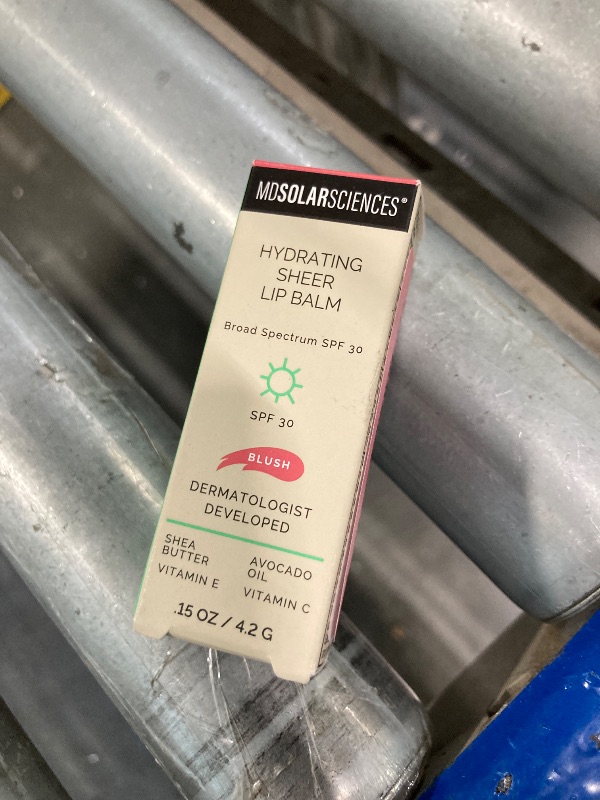 MDSOLARSCIENCES®
HYDRATING
SHEER
LIP BALM
Broad Spectrum SPF 30
SPF 30
BLUSH
DERMATOLOGIST
DEVELOPED
SHEA
BUTTER
VITAMIN E
AVOCADO
OIL
VITAMIN C
.15 OZ / 4.2 G